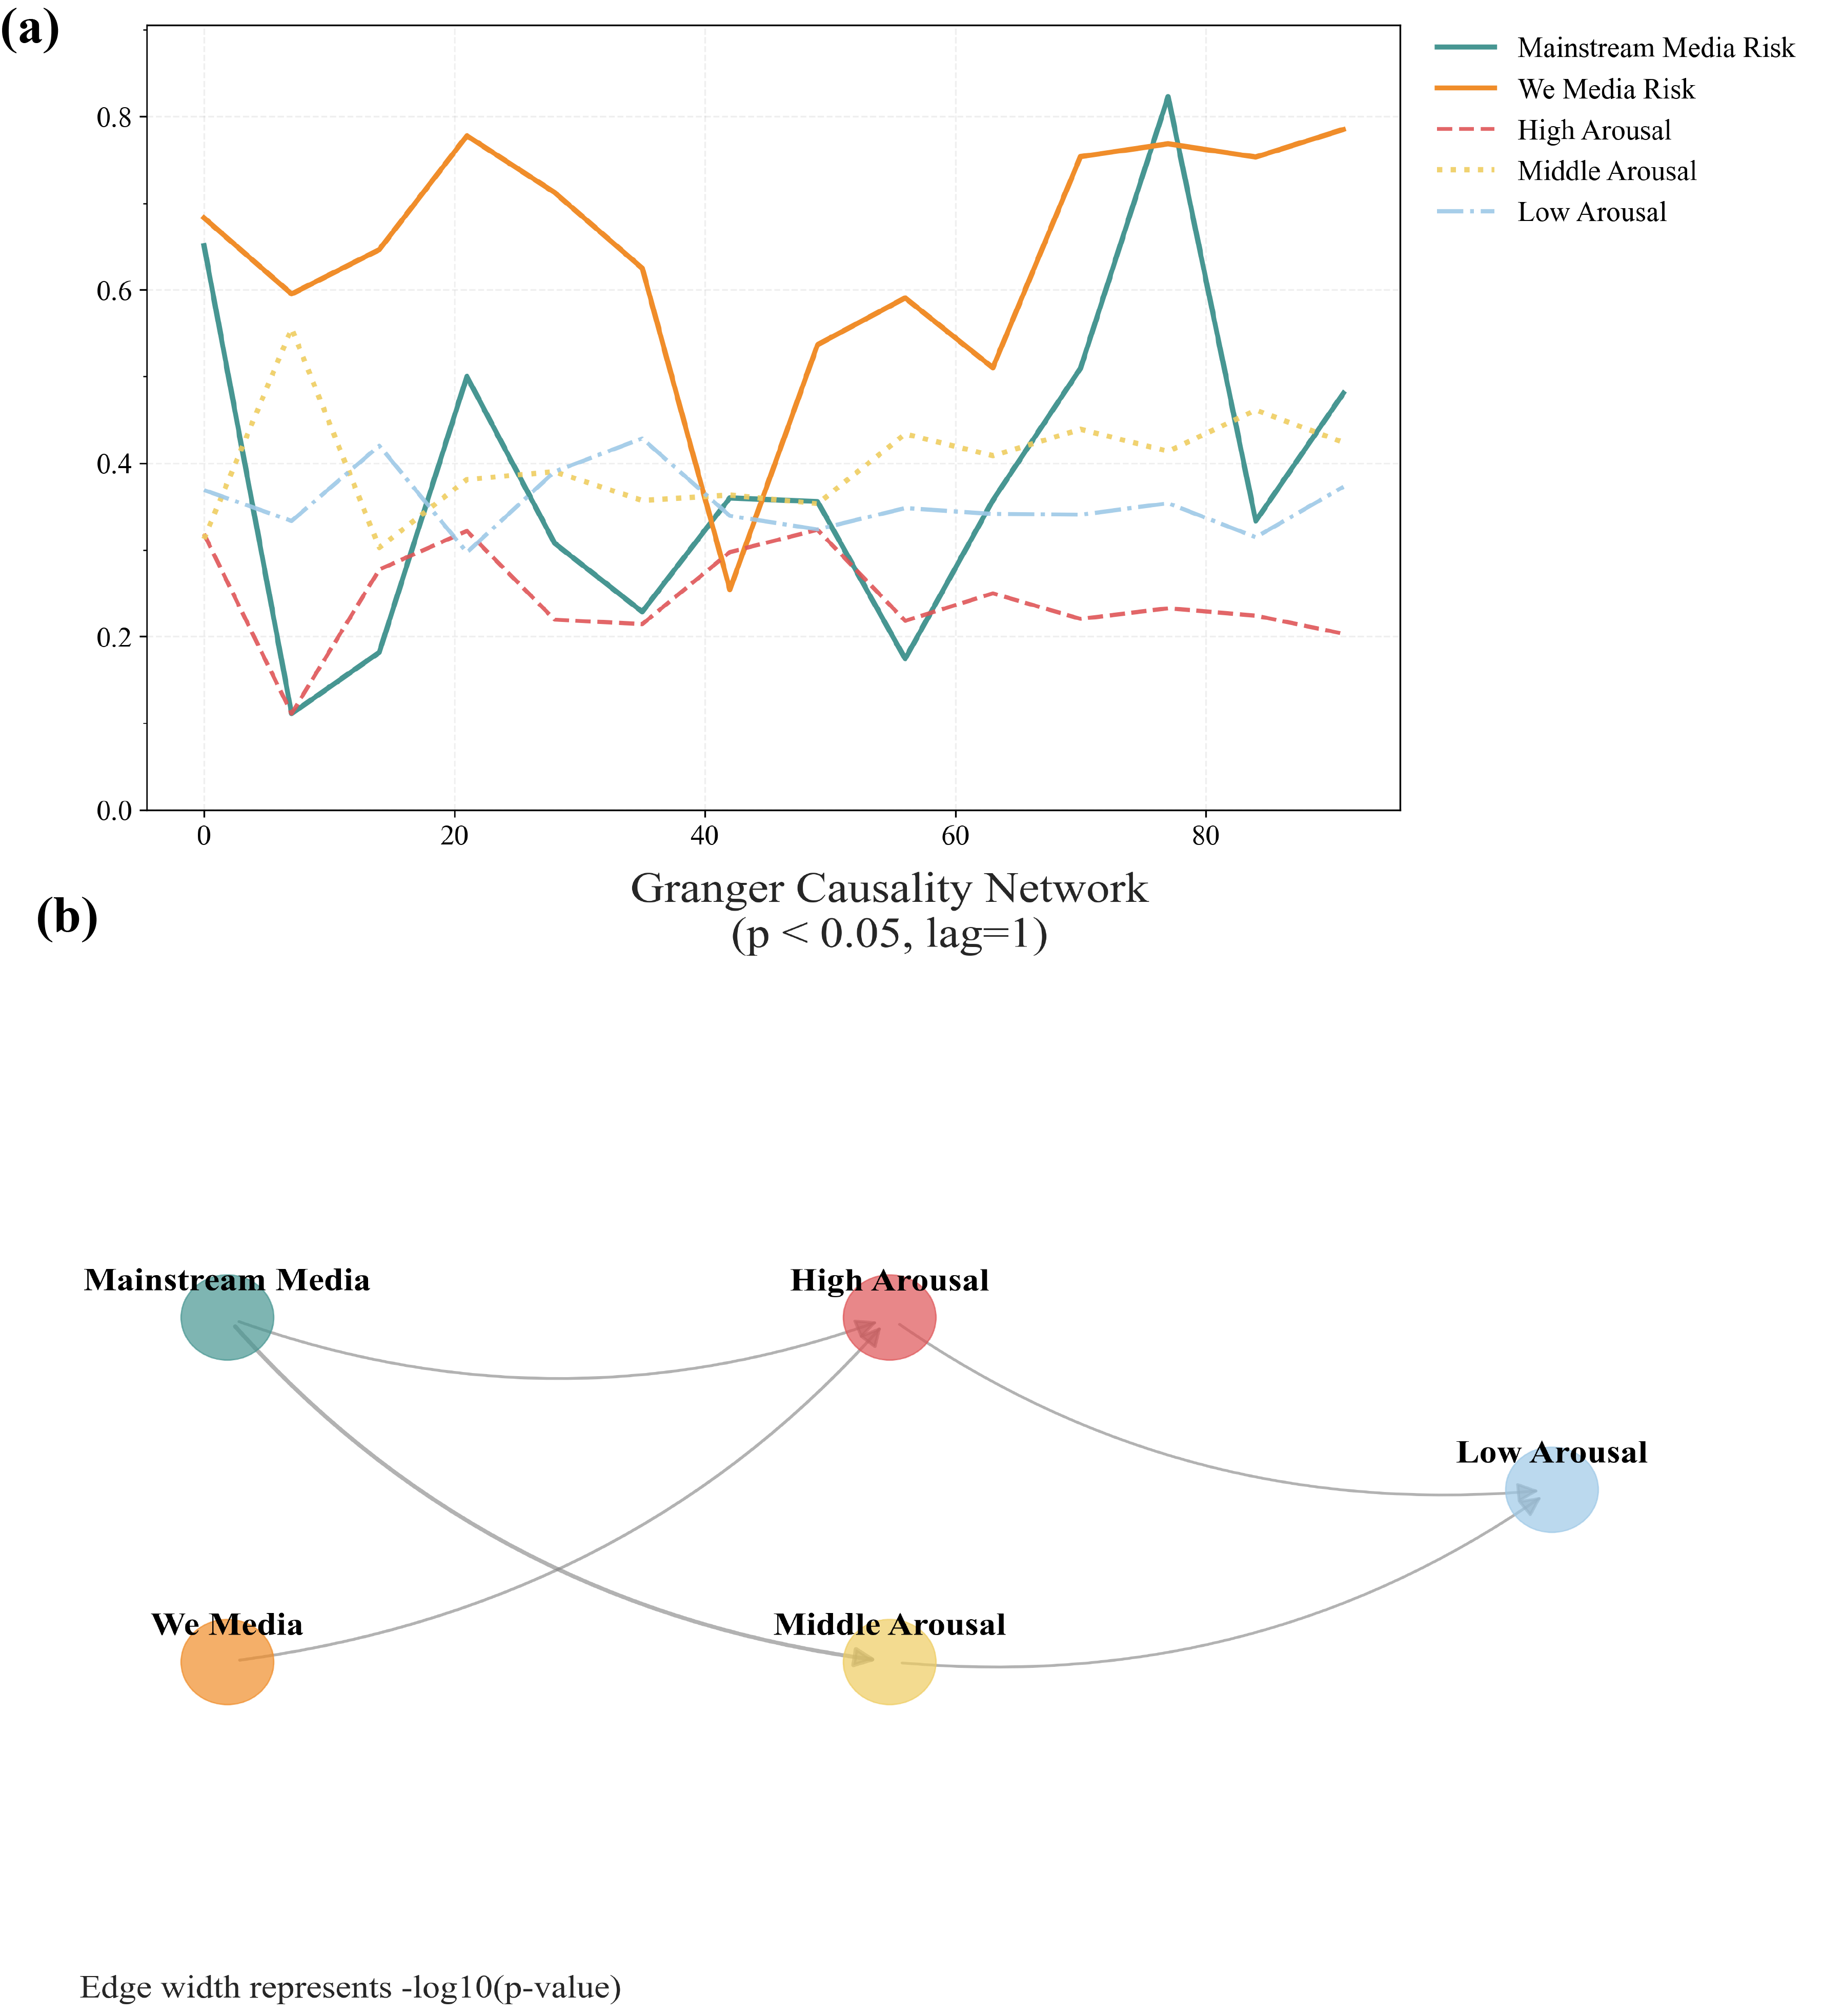 (a)
Mainstream Media Risk
We Media Risk
High Arousal
Middle Arousal
Low Arousal
0.8
0.6
0.4
0.2
0.0
0 20 40 60 80
Granger Causality Network
(p < 0.05, lag=1)
(b)
Mainstream Media
High Arousal
Low Arousal
We Media
Middle Arousal
Edge width represents -log10(p-value)